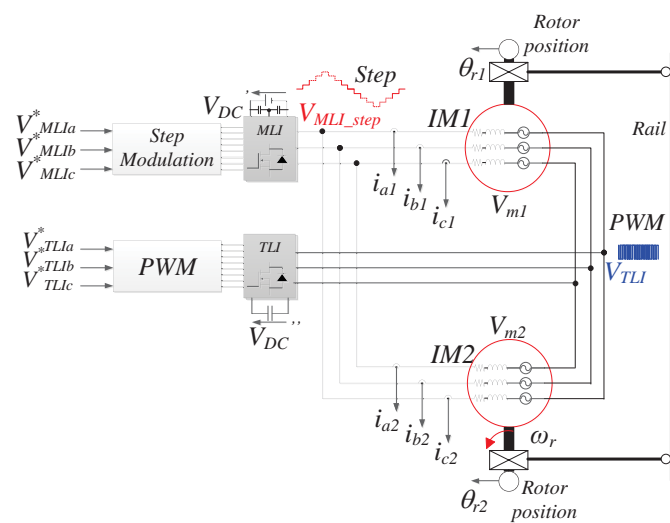 Rotor
position
θr1
Step
VDC '
VMLI_step
IM1
MLI
V*MLIa
V*MLIb
V*MLIc
Step
Modulation
Rail
ia1
ib1
ic1
Vm1
PWM
V*TLIa
V*TLIb
V*TLIc
PWM
TLI
VTLI
VDC ''
Vm2
IM2
ia2
ib2
ic2
ωr
θr2
Rotor
position